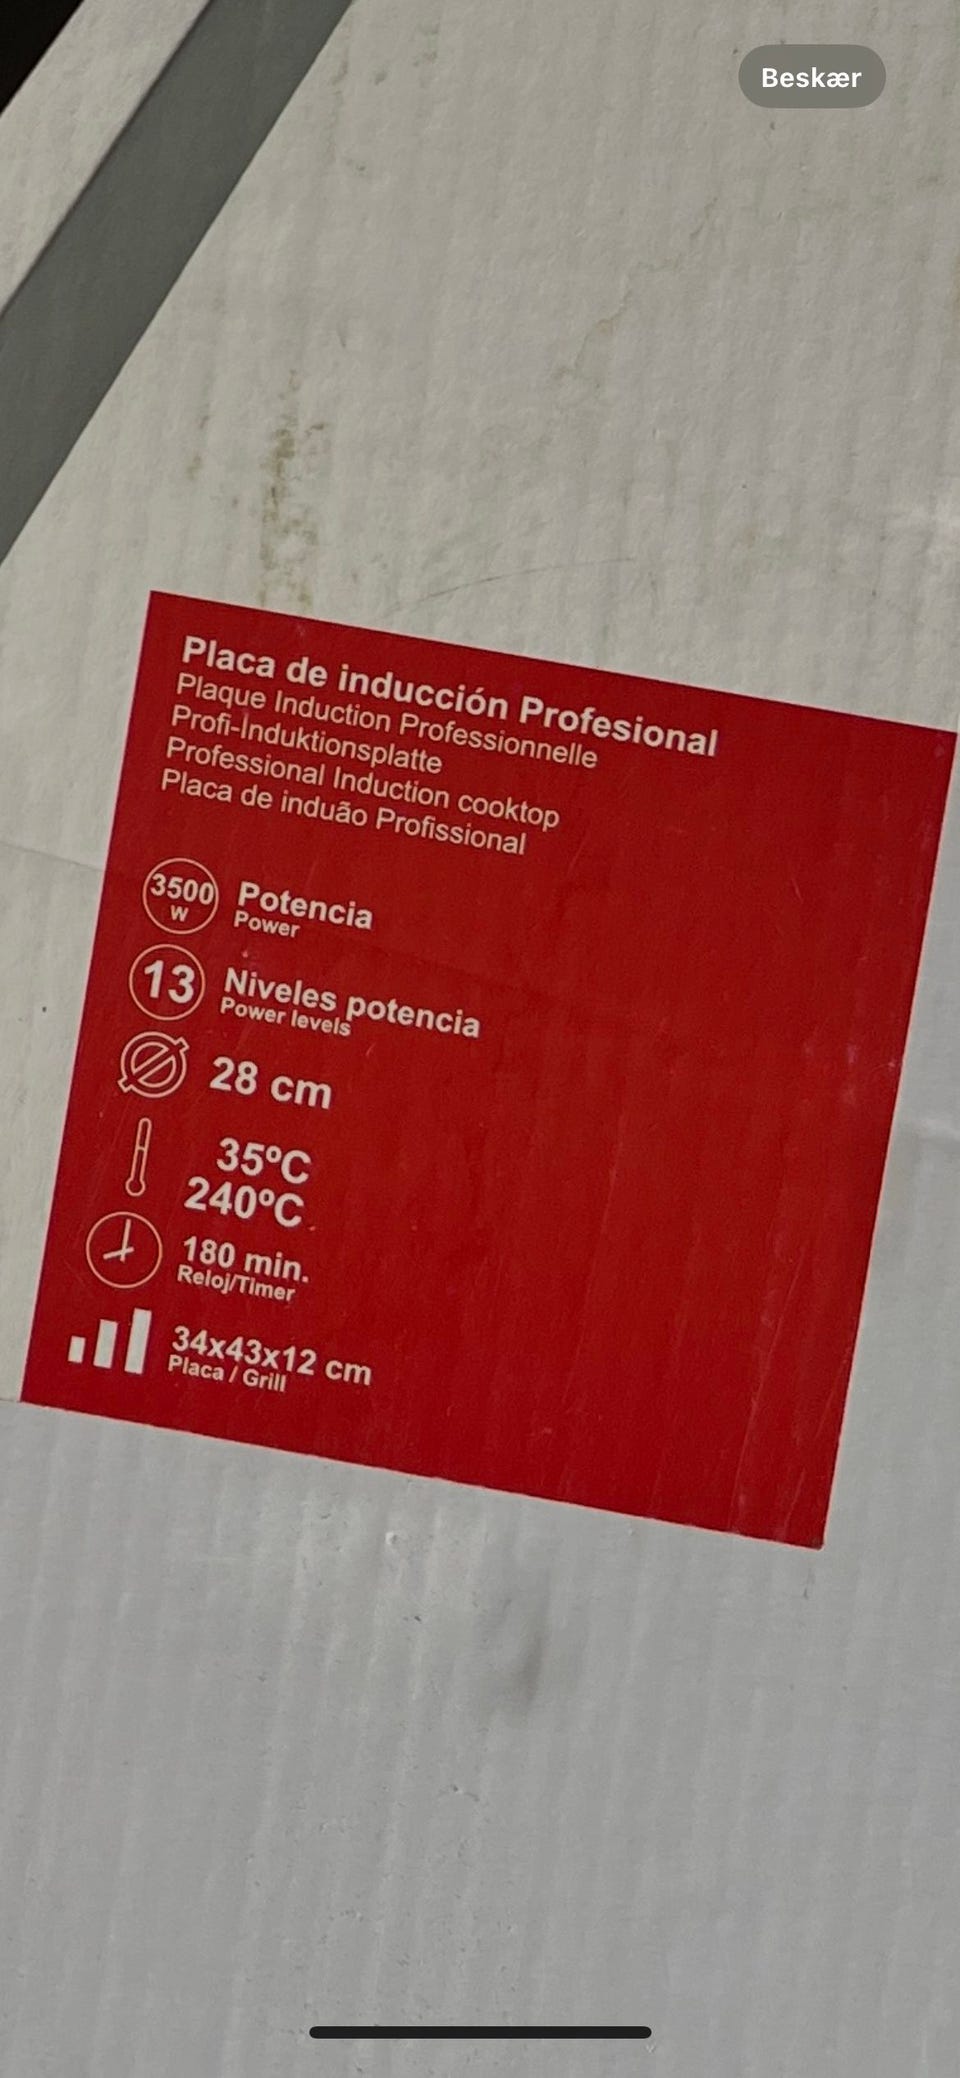 Beskær
Placa de inducción Profesional
Plaque Induction Professionnelle
Profi-Induktionsplatte
Professional Induction cooktop
Placa de induão Profissional
3500
W
Potencia
Power
13
Niveles potencia
Power levels
28 cm
35ºC
240ºC
180 min.
Reloj/Timer
34x43x12 cm
Placa / Grill